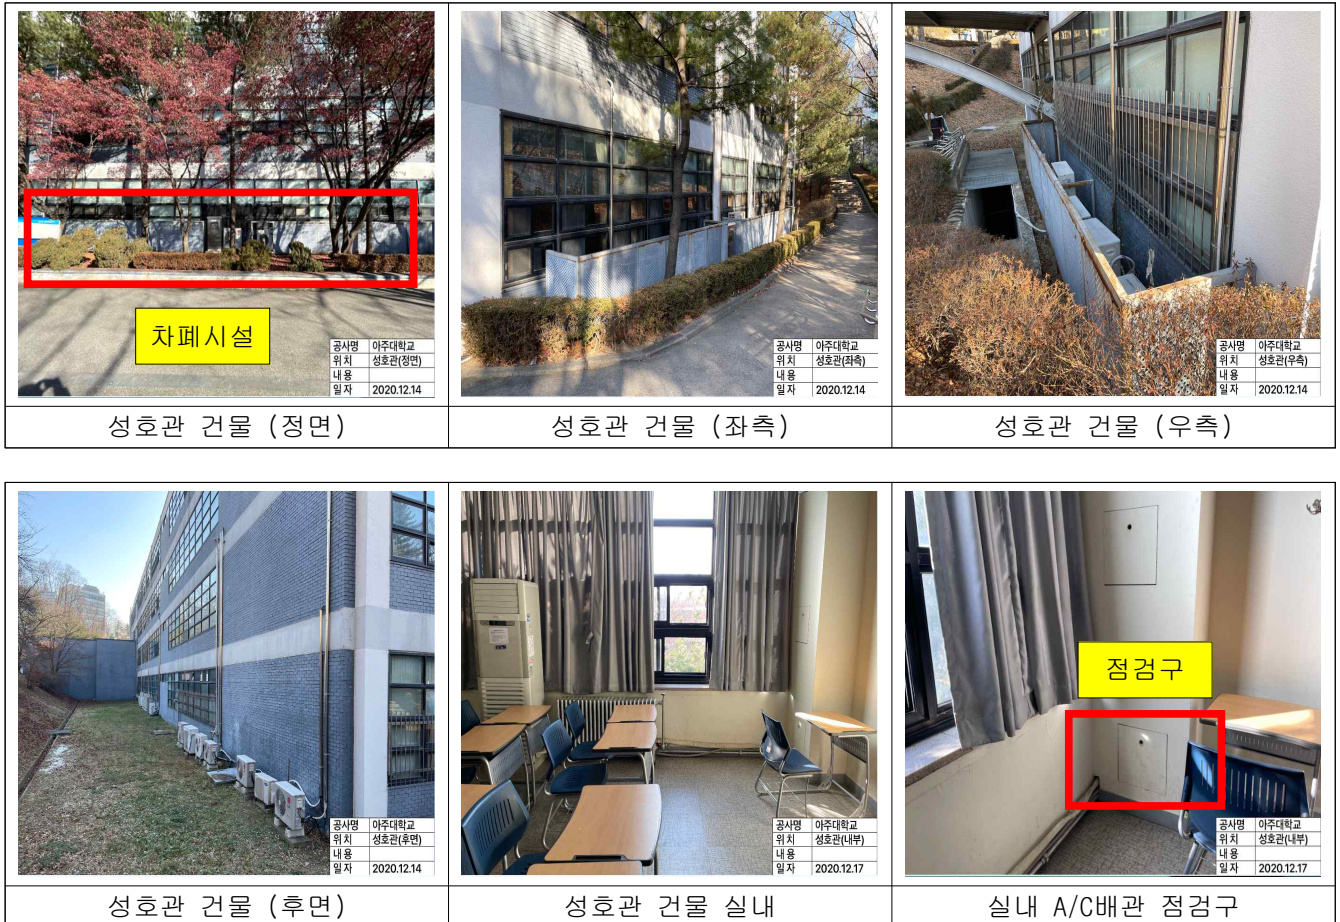 차폐시설
공사명 아주대학교
위치 성호관(정면)
내용
일자 2020.12.14
공사명 아주대학교
위치 성호관(좌측)
내용
일자 2020.12.14
공사명 아주대학교
위치 성호관(우측)
내용
일자 2020.12.14
성호관 건물 (정면)
성호관 건물 (좌측)
성호관 건물 (우측)
공사명 아주대학교
위치 성호관(후면)
내용
일자 2020.12.14
공사명 아주대학교
위치 성호관(내부)
내용
일자 2020.12.17
점검구
공사명 아주대학교
위치 성호관(내부)
내용
일자 2020.12.17
성호관 건물 (후면)
성호관 건물 실내
실내 A/C배관 점검구